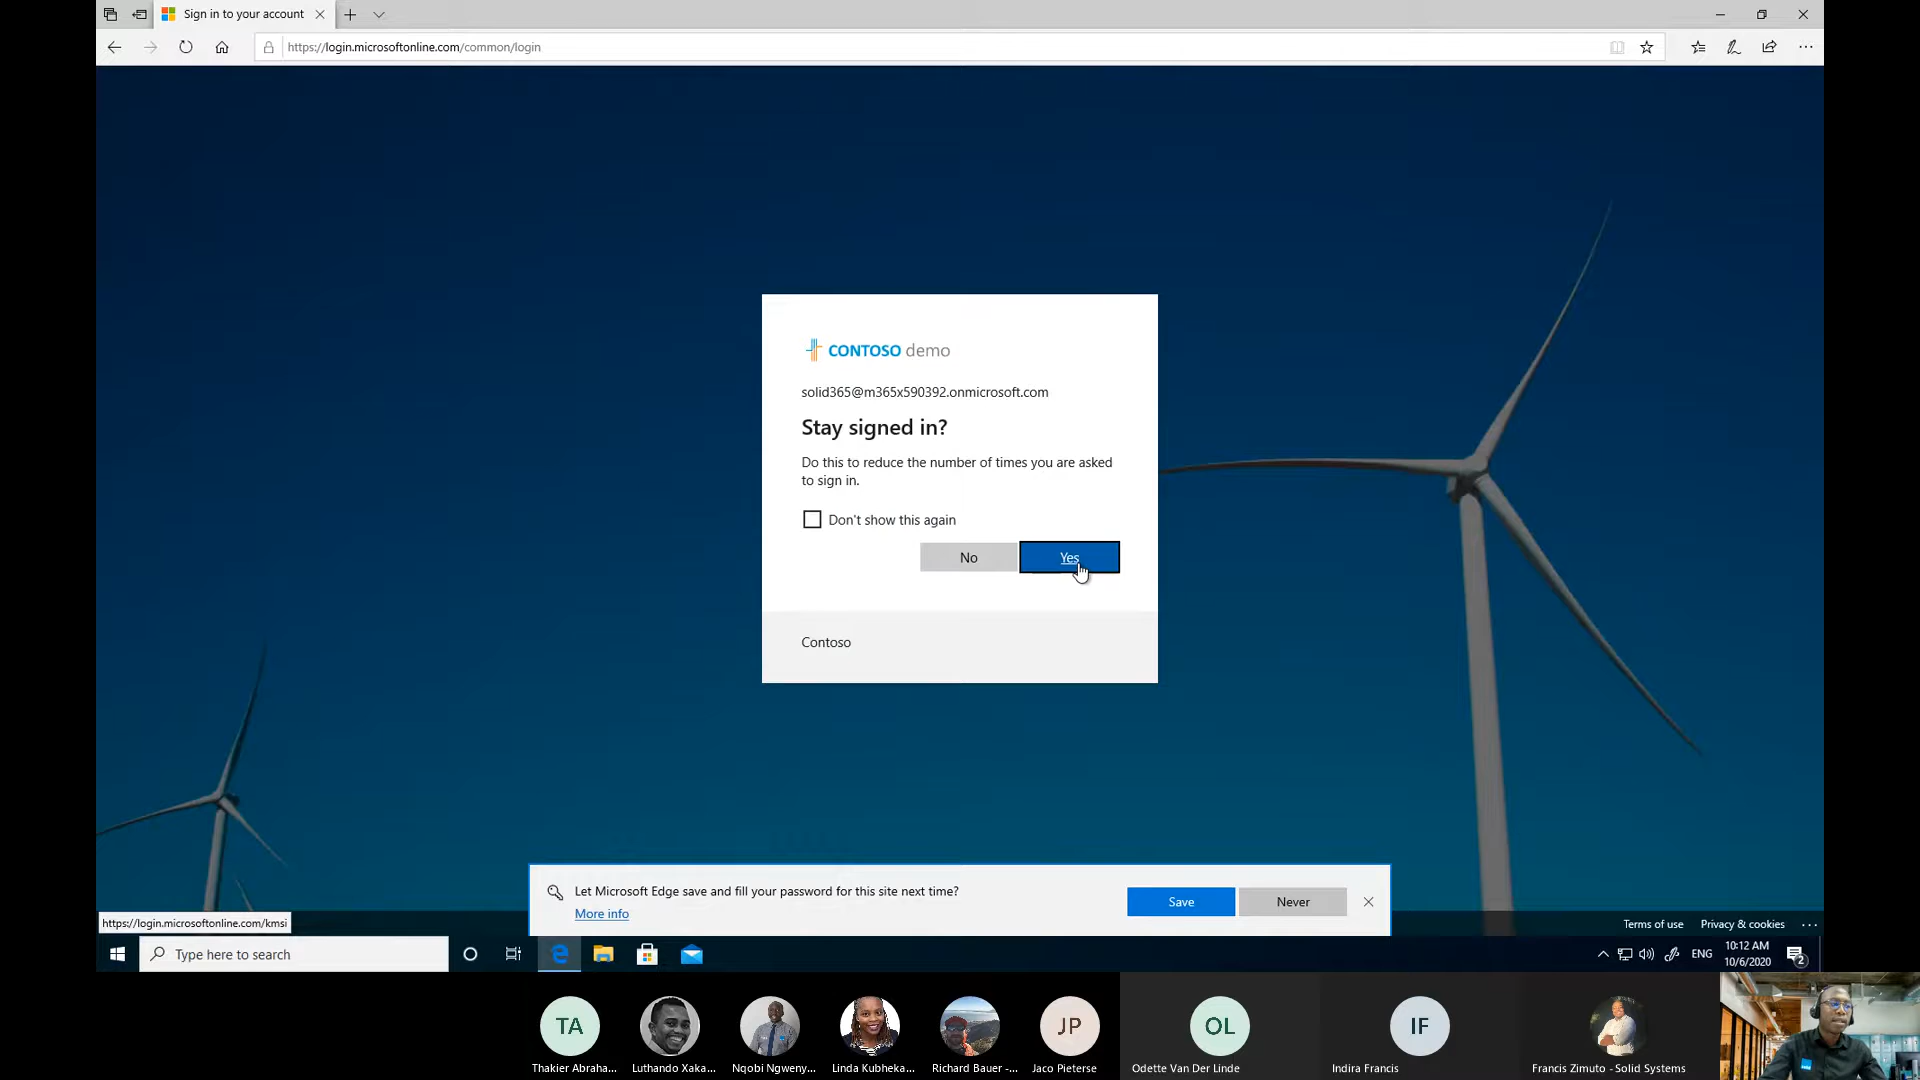 Sign in to your account
https://login.microsoftonline.com/common/login
CONTOSO demo
solid365@m365x590392.onmicrosoft.com
Stay signed in?
Do this to reduce the number of times you are asked
to sign in.
Don't show this again
No
Yes
Contoso
Let Microsoft Edge save and fill your password for this site next time?
More info
Save
Never
https://login.microsoftonline.com/kmsi
Terms of use
Privacy & cookies
Type here to search
ENG
10:12 AM
10/6/2020
2
TA
JP
OL
IF
Thakier Abraha...
Luthando Xaka...
Nqobi Ngweny...
Linda Kubheka...
Richard Bauer -...
Jaco Pieterse
Odette Van Der Linde
Indira Francis
Francis Zimuto - Solid Systems